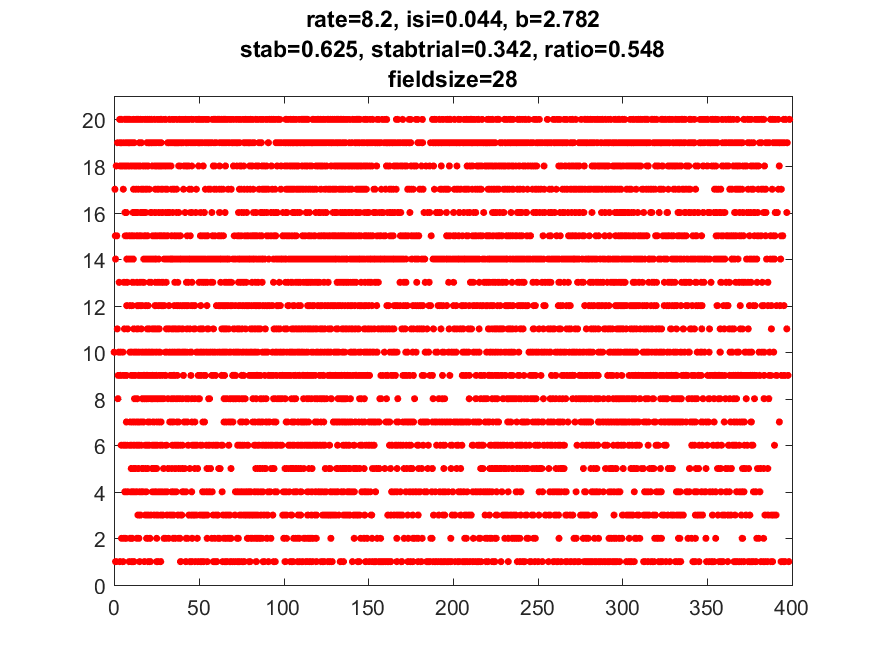 rate=8.2, isi=0.044, b=2.782
stab=0.625, stabtrial=0.342, ratio=0.548
fieldsize=28
20
18
16
14
12
10
8
6
4
2
0
0 50 100 150 200 250 300 350 400